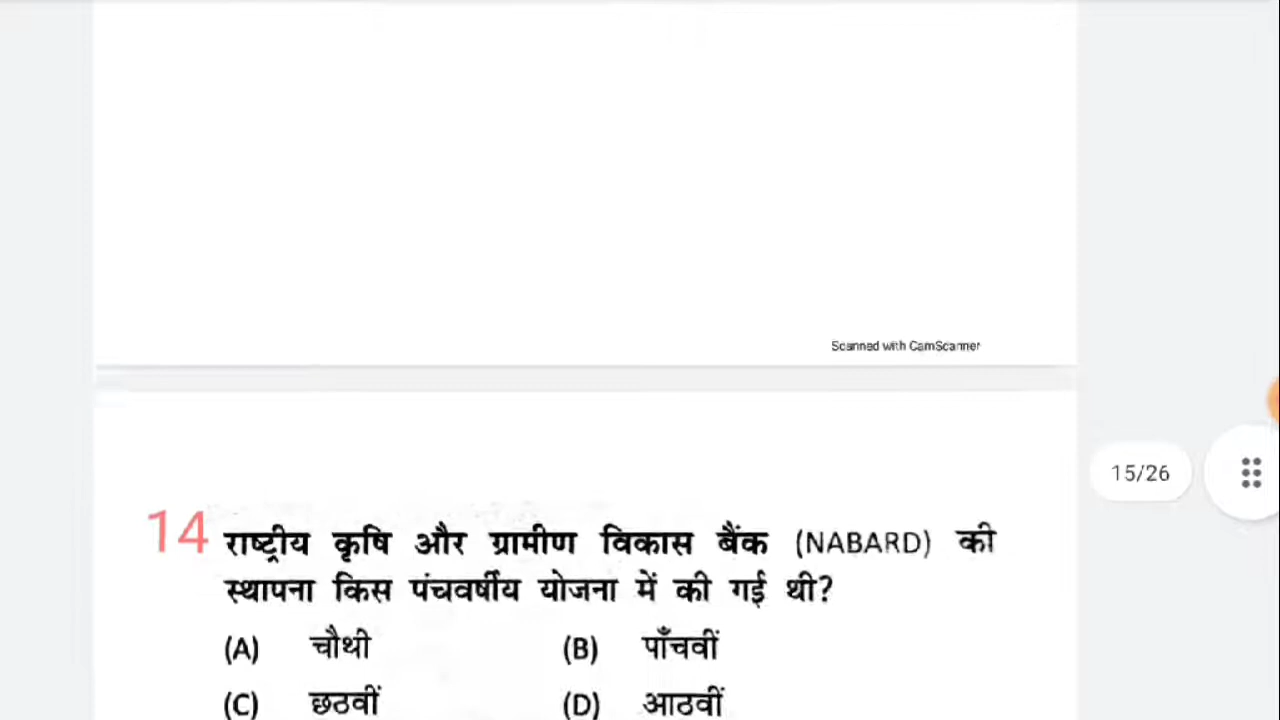 Scanned with CamScanner
15/26
14 राष्ट्रीय कृषि और ग्रामीण विकास बैंक (NABARD) की
स्थापना किस पंचवर्षीय योजना में की गई थी?
(A) चौथी (B) पाँचवीं
(C) छठवीं (D) आठवीं